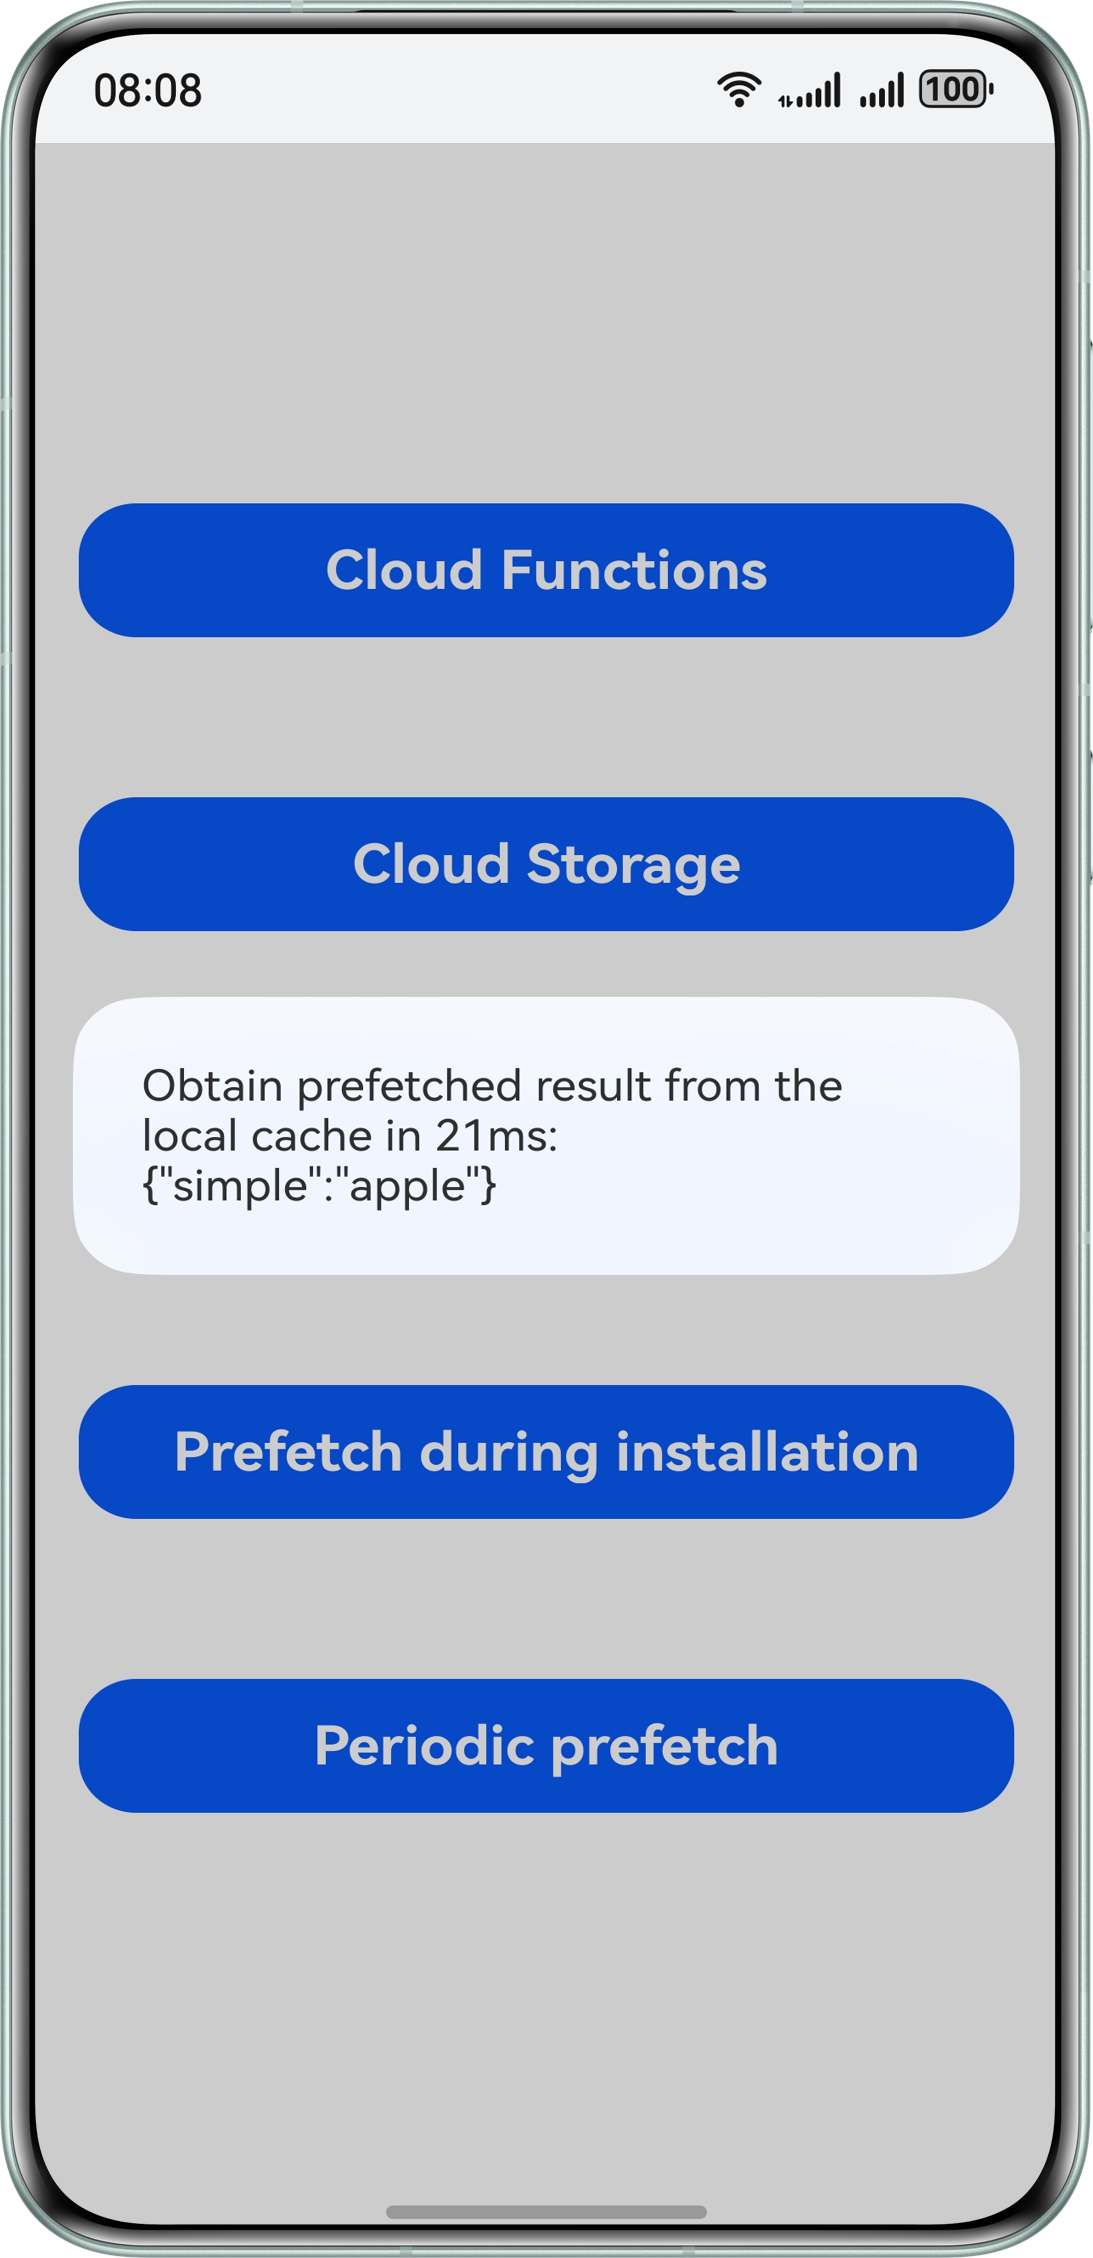 08:08
100
Cloud Functions
Cloud Storage
Obtain prefetched result from the
local cache in 21ms:
{"simple":"apple"}
Prefetch during installation
Periodic prefetch